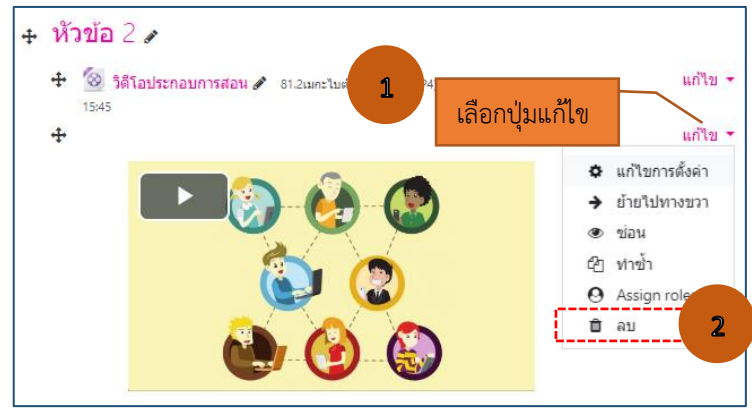 หัวข้อ 2
วิดีโอประกอบการสอน 81.2เมกะไบต์
15:45
1
แก้ไข
เลือกปุ่มแก้ไข
แก้ไข
แก้ไขการตั้งค่า
ย้ายไปทางขวา
ซ่อน
ทำซ้ำ
Assign roles
ลบ
2